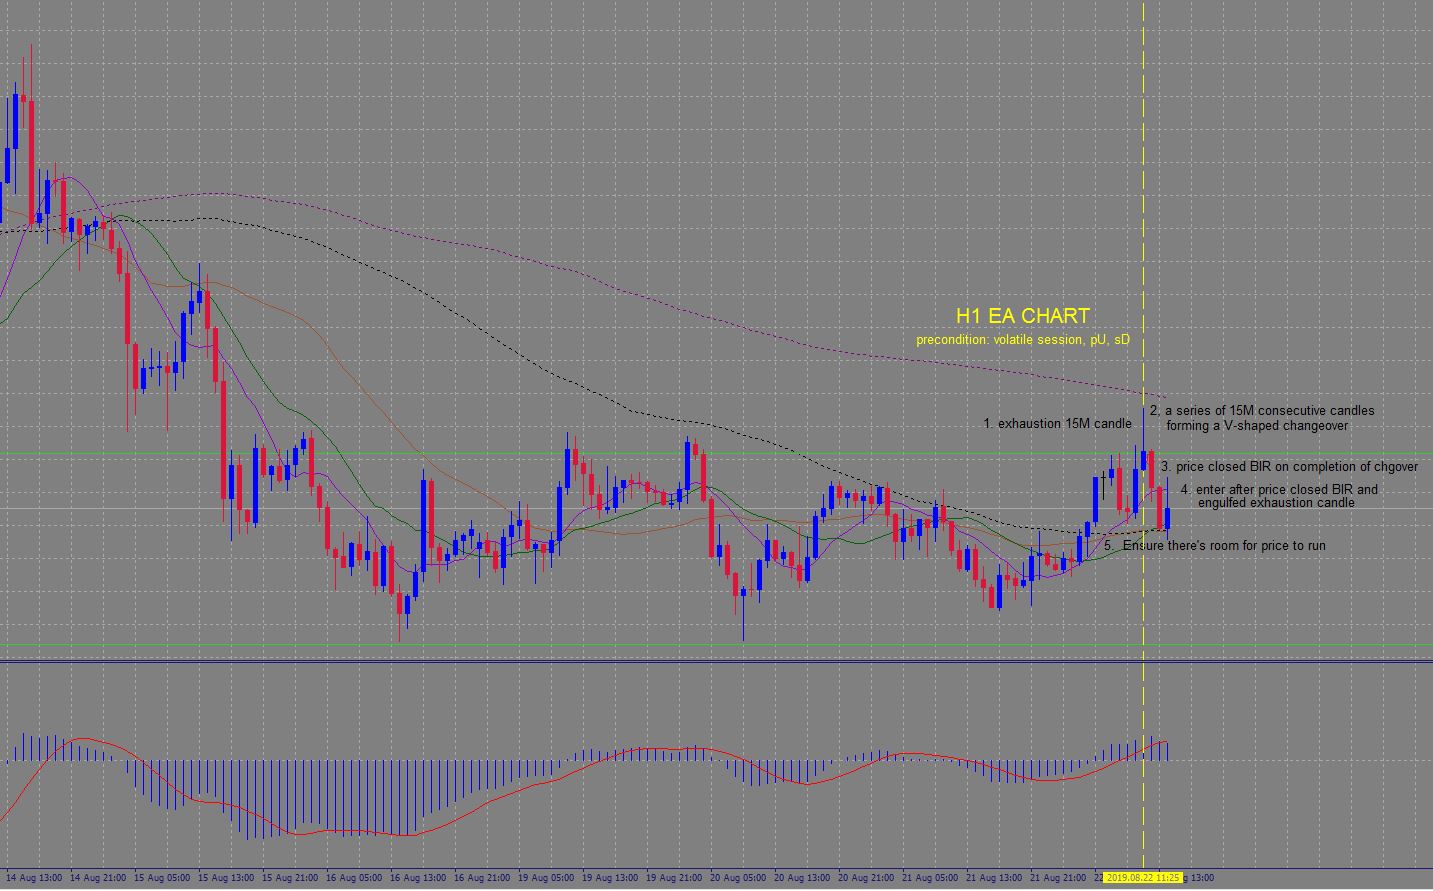 H1 EA CHART
precondition: volatile session, pU, sD
1. exhaustion 15M candle
2, a series of 15M consecutive candles
forming a V-shaped changeover
3. price closed BIR on completion of chgover
4. enter after price closed BIR and
engulfed exhaustion candle
5. Ensure there's room for price to run
14 Aug 13:00 14 Aug 21:00 15 Aug 05:00 15 Aug 13:00 15 Aug 21:00 16 Aug 05:00 16 Aug 13:00 16 Aug 21:00 19 Aug 05:00 19 Aug 13:00 19 Aug 21:00 20 Aug 05:00 20 Aug 13:00 20 Aug 21:00 21 Aug 05:00 21 Aug 13:00 21 Aug 21:00 22 2019.08.22 11:25 g 13:00